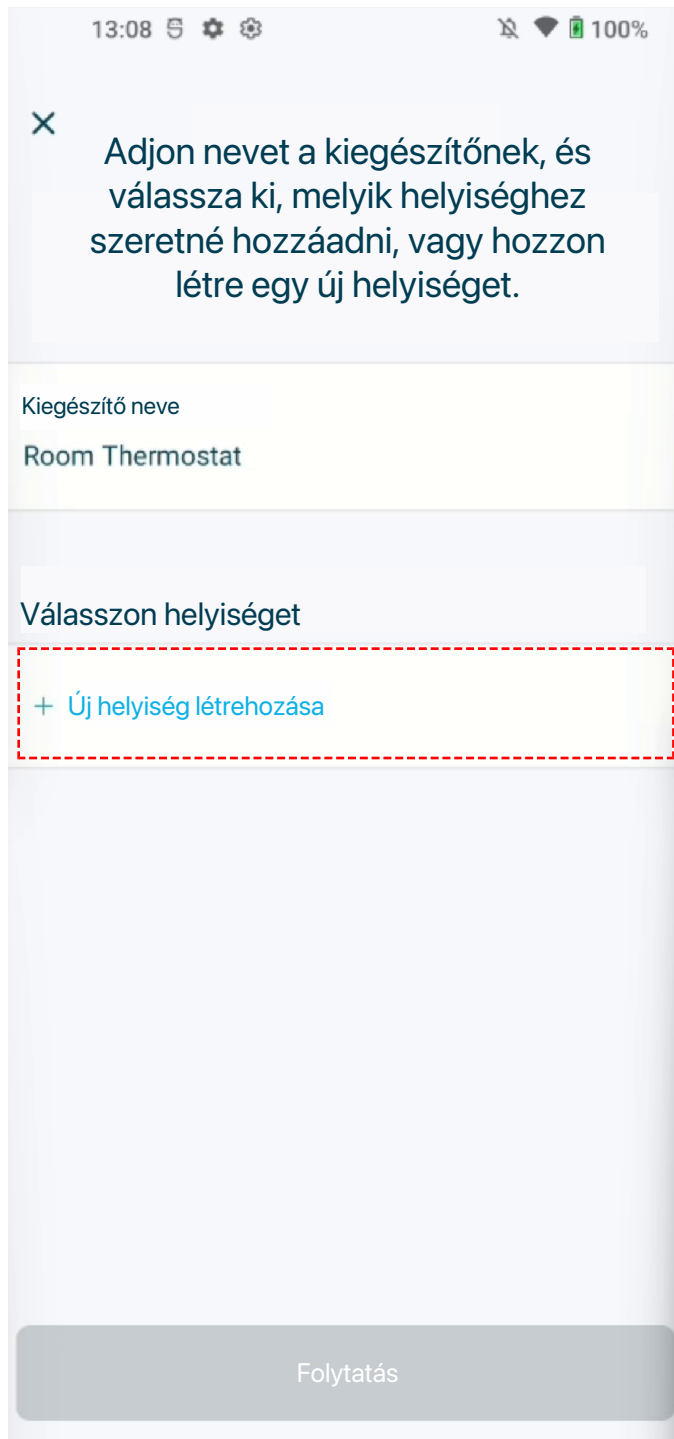 13:08 100%
Adjon nevet a kiegészítőnek, és
válassza ki, melyik helyiséghez
szeretné hozzáadni, vagy hozzon
létre egy új helyiséget.
Kiegészítő neve
Room Thermostat
Válasszon helyiséget
+ Új helyiség létrehozása
Folytatás